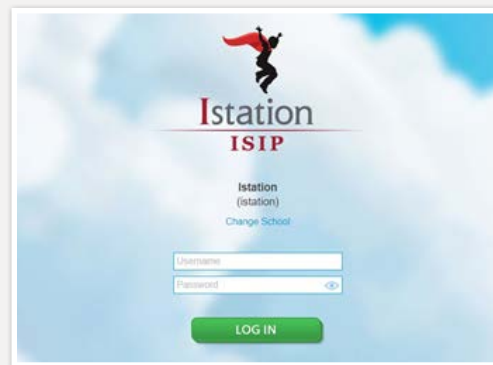 Istation
ISIP
Istation
(istation)
Change School
Username
Password
LOG IN